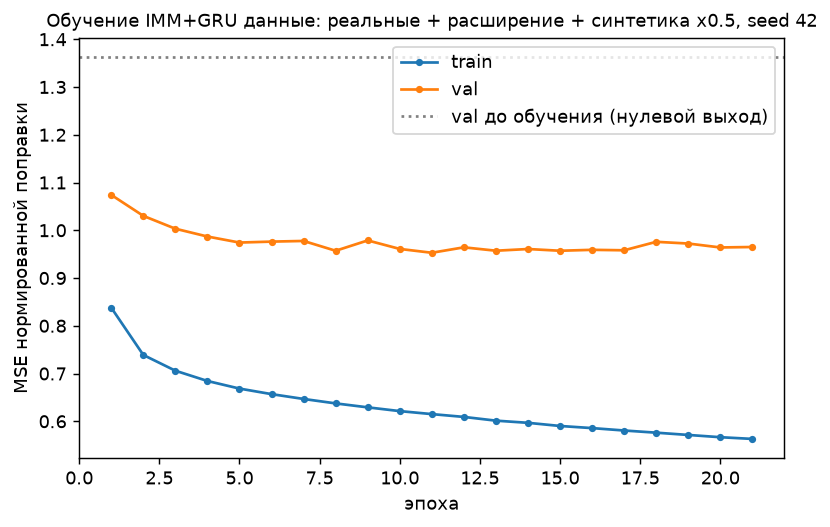 Обучение IMM+GRU данные: реальные + расширение + синтетика x0.5, seed 42
MSE нормированной поправки
1.4
1.3
1.2
1.1
1.0
0.9
0.8
0.7
0.6
train
val
val до обучения (нулевой выход)
0.0 2.5 5.0 7.5 10.0 12.5 15.0 17.5 20.0
эпоха